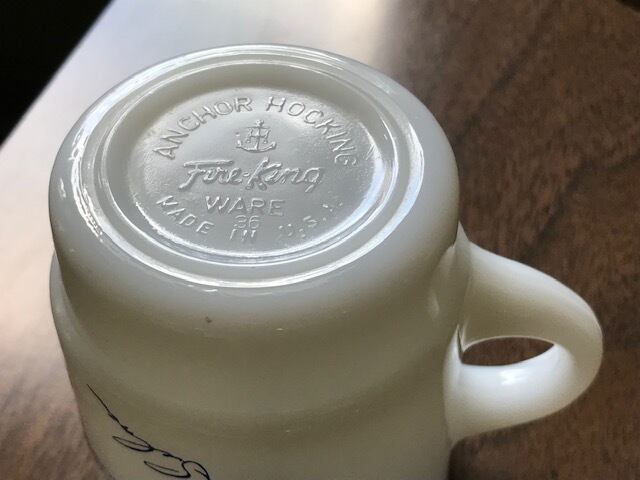 ANCHOR HOCKING
Fire-King
WARE
36
MADE IN U.S.A.